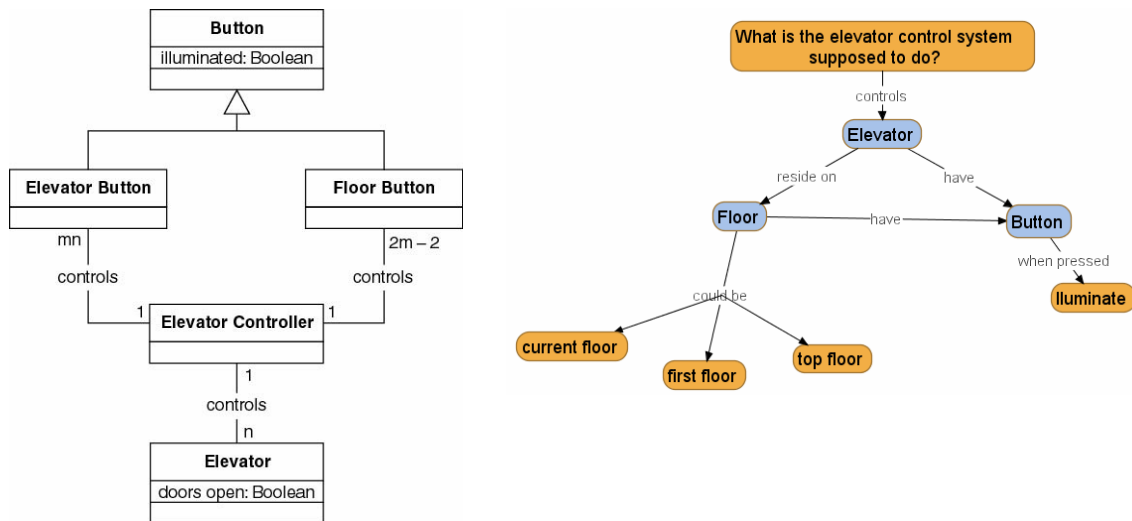 Button
illuminated: Boolean
Elevator Button
Floor Button
mn
2m – 2
controls
controls
1
Elevator Controller
1
1
controls
n
Elevator
doors open: Boolean
What is the elevator control system
supposed to do?
controls
Elevator
reside on
have
Floor
have
Button
when pressed
Iluminate
could be
current floor
first floor
top floor